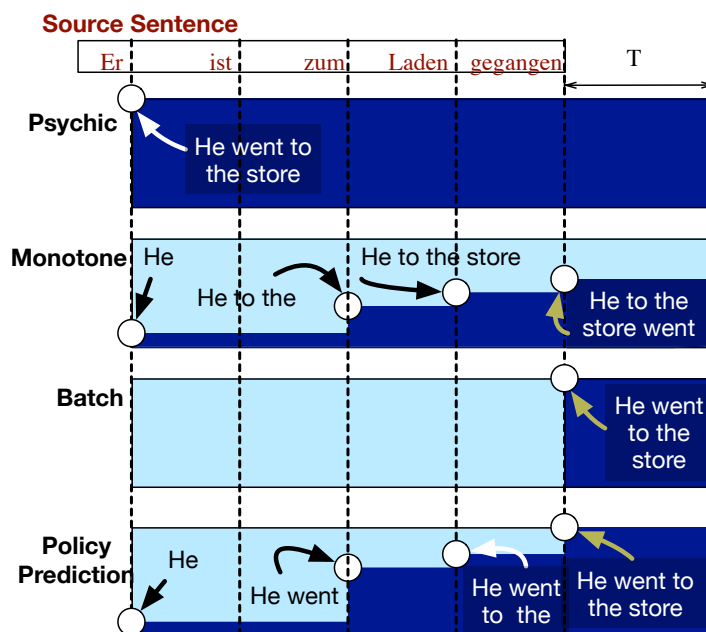 Source Sentence
Er ist zum Laden gegangen T
Psychic
He went to
the store
Monotone
He
He to the
He to the store
He to the
store went
Batch
He went
to the
store
Policy
Prediction
He
He went
He went
to the
He went to
the store